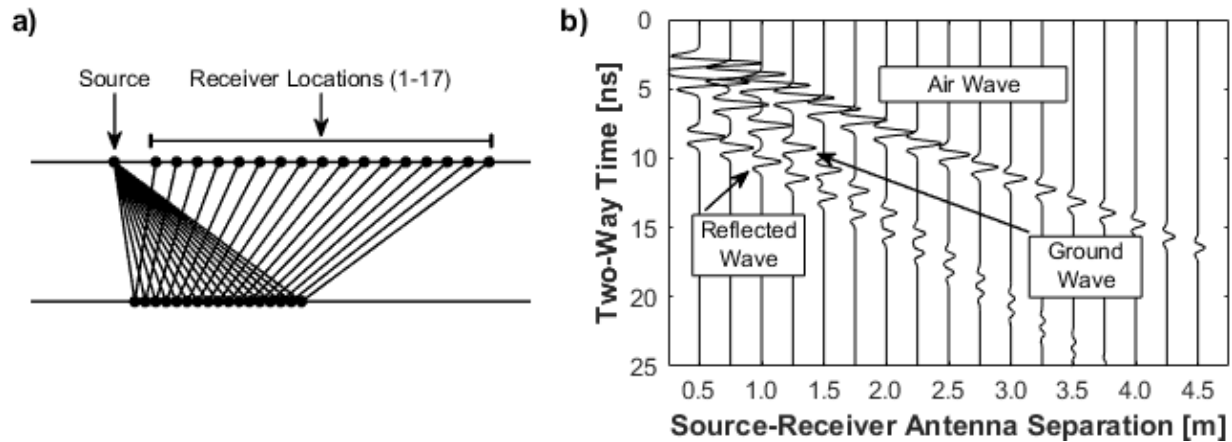 a)
Source
Receiver Locations (1-17)
b)
Two-Way Time [ns]
0
5
10
15
20
25
Air Wave
Reflected
Wave
Ground
Wave
0.5 1.0 1.5 2.0 2.5 3.0 3.5 4.0 4.5
Source-Receiver Antenna Separation [m]